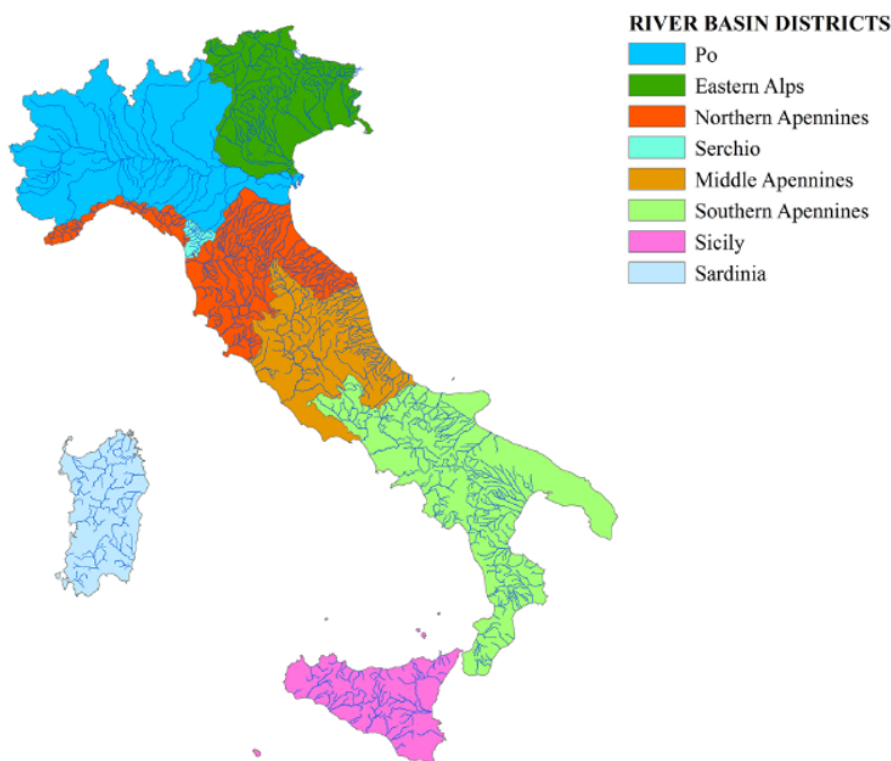 RIVER BASIN DISTRICTS
Po
Eastern Alps
Northern Apennines
Serchio
Middle Apennines
Southern Apennines
Sicily
Sardinia